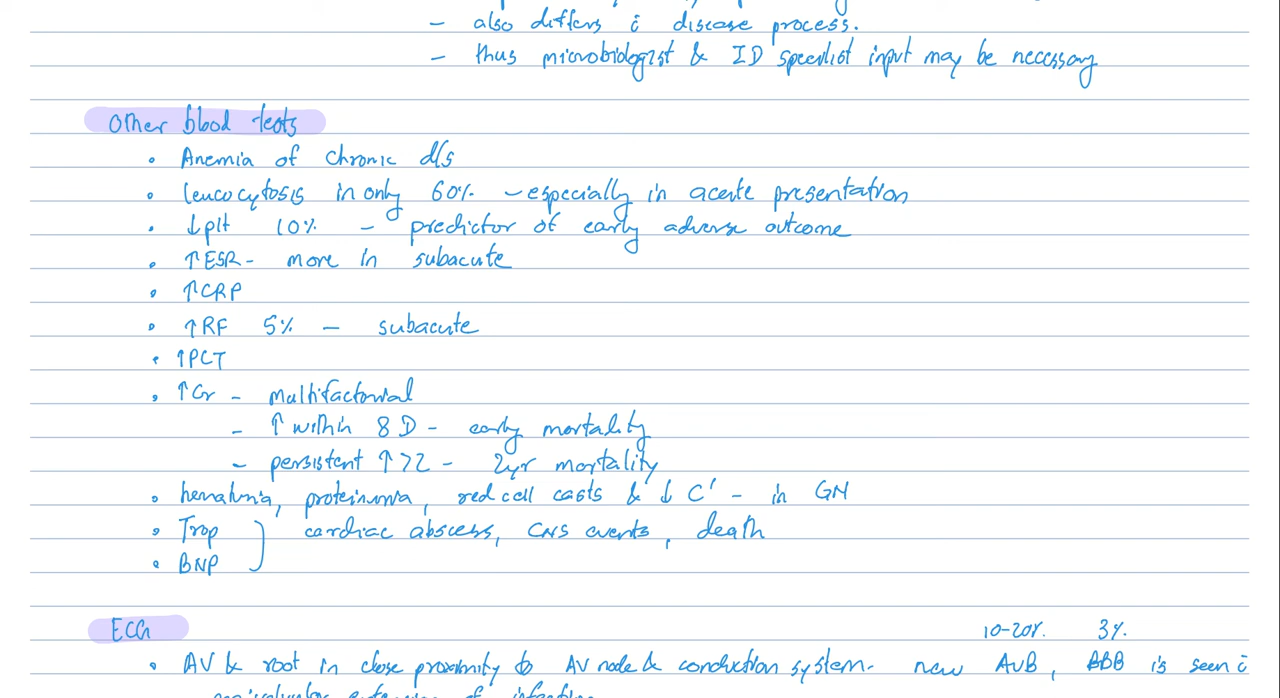 - also differs c̄ disease process.
- thus microbiologist & ID specialist input may be necessary
Other blood tests
• Anemia of chronic d/s
• leucocytosis in only 60% - especially in acute presentation
• ↓plt 10% - predictor of early adverse outcome
• ↑ESR - more in subacute
• ↑CRP
• ↑RF 5% - subacute
• ↑PCT
• ↑Cr - multifactorial
- ↑ within 8 D - early mortality
- persistent ↑ >2 - 2yr mortality
• hematuria, proteinuria, red cell casts & ↓ C' - in GN
• Trop } cardiac abscess, CNS events, death
• BNP
ECG
10-20%. 3%.
• AV & root in close proximity to AV node & conduction system. new AVB, BBB is seen c̄